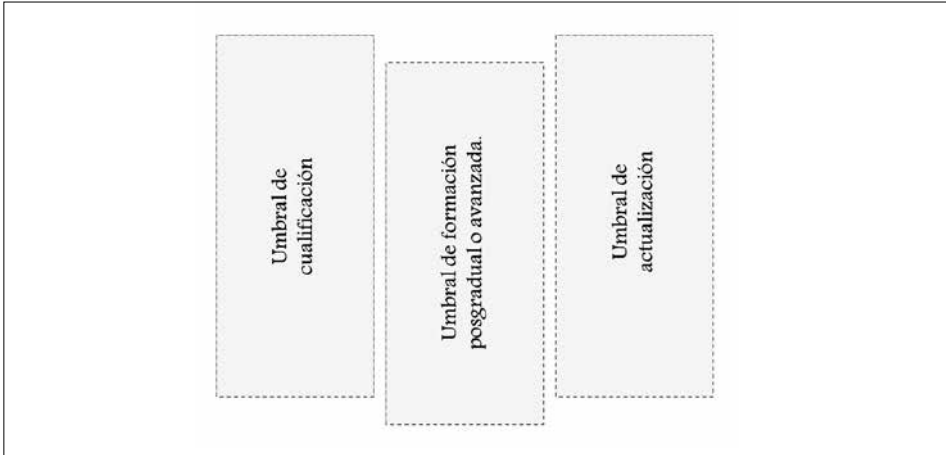 Umbral de
cualificación
Umbral de formación
posgradual o avanzada.
Umbral de
actualización